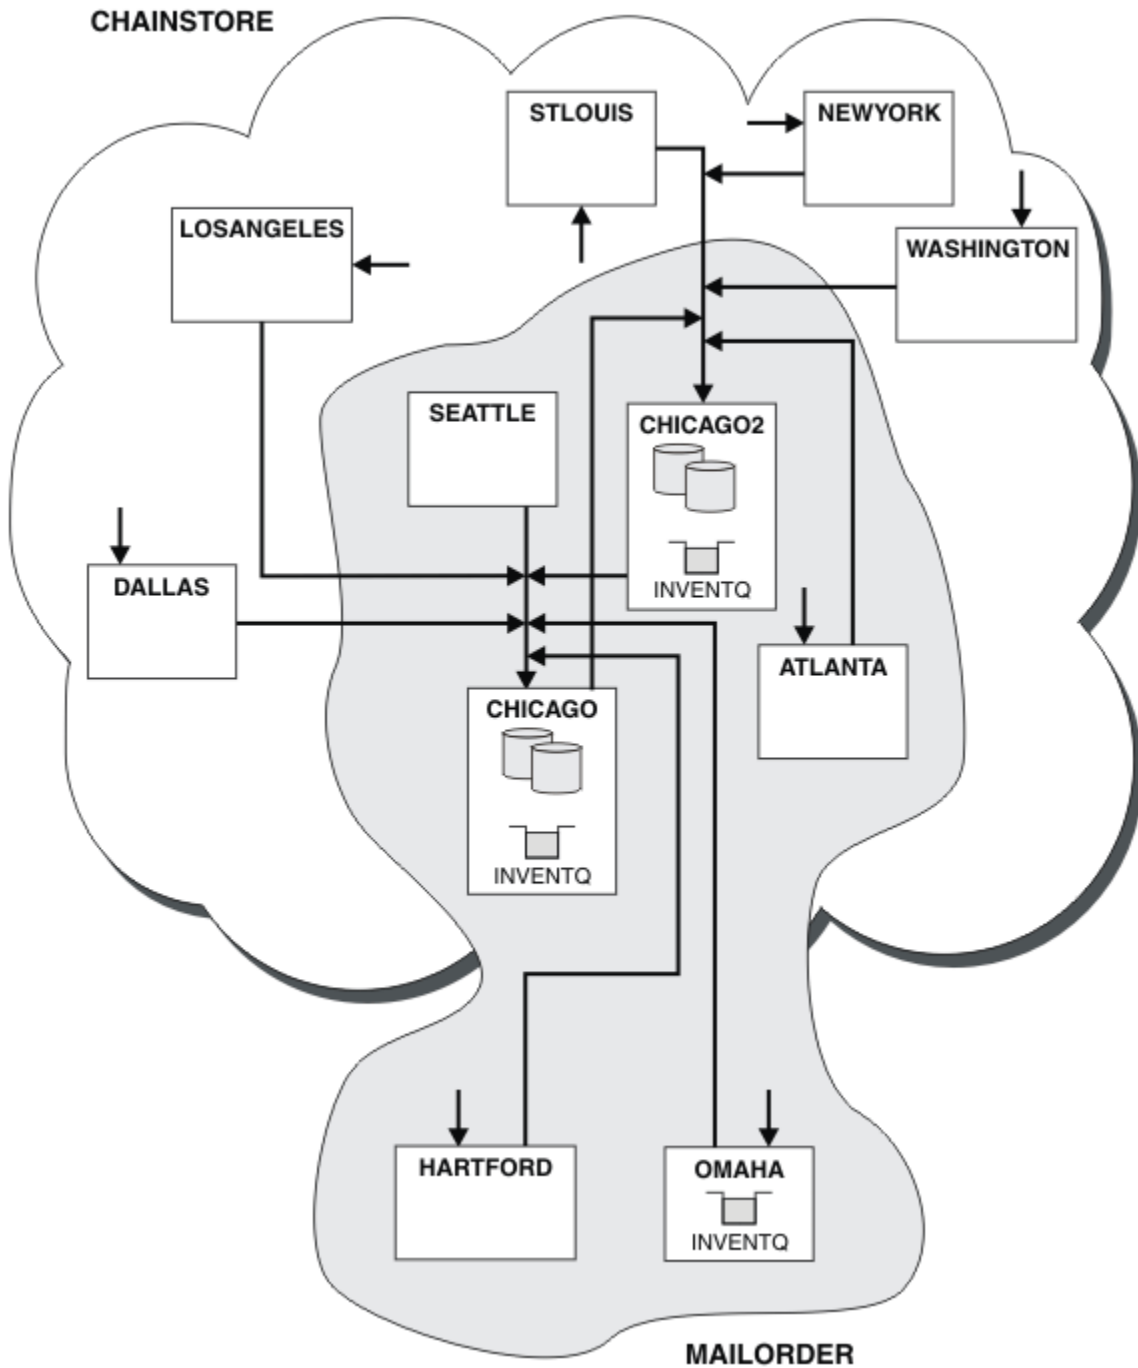 CHAINSTORE
STLOUIS
NEWYORK
LOSANGELES
WASHINGTON
SEATTLE
CHICAGO2
INVENTQ
DALLAS
ATLANTA
CHICAGO
INVENTQ
HARTFORD
OMAHA
INVENTQ
MAILORDER